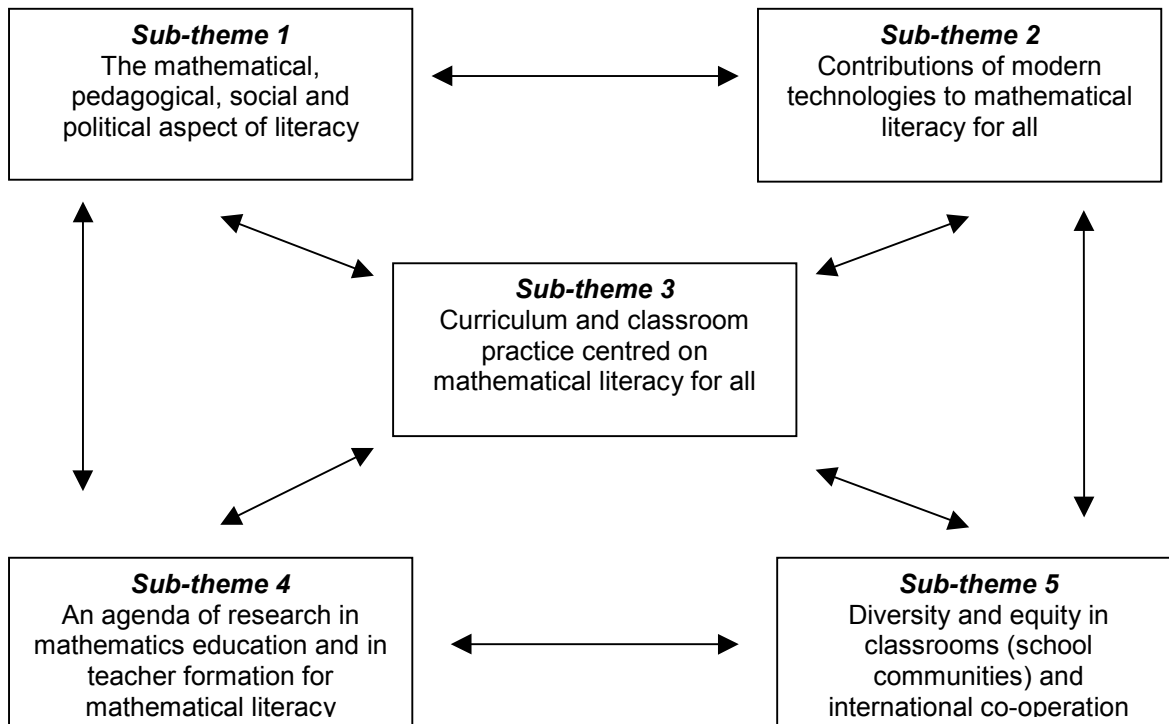 Sub-theme 1
The mathematical,
pedagogical, social and
political aspect of literacy
Sub-theme 2
Contributions of modern
technologies to mathematical
literacy for all
Sub-theme 3
Curriculum and classroom
practice centred on
mathematical literacy for all
Sub-theme 4
An agenda of research in
mathematics education and in
teacher formation for
mathematical literacy
Sub-theme 5
Diversity and equity in
classrooms (school
communities) and
international co-operation